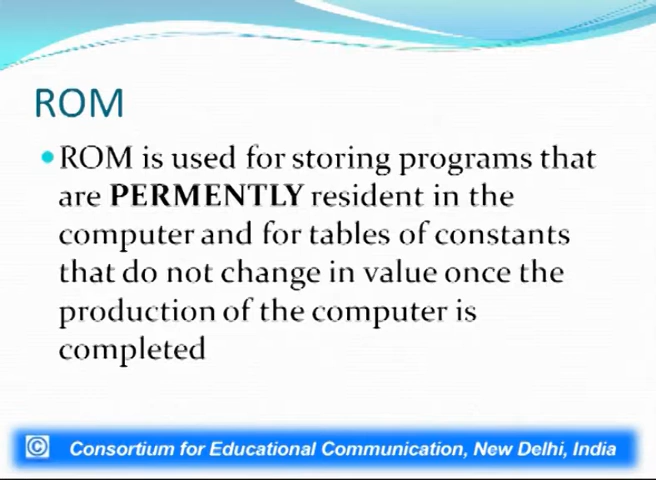 ROM
ROM is used for storing programs that
are PERMENTLY resident in the
computer and for tables of constants
that do not change in value once the
production of the computer is
completed
© Consortium for Educational Communication, New Delhi, India